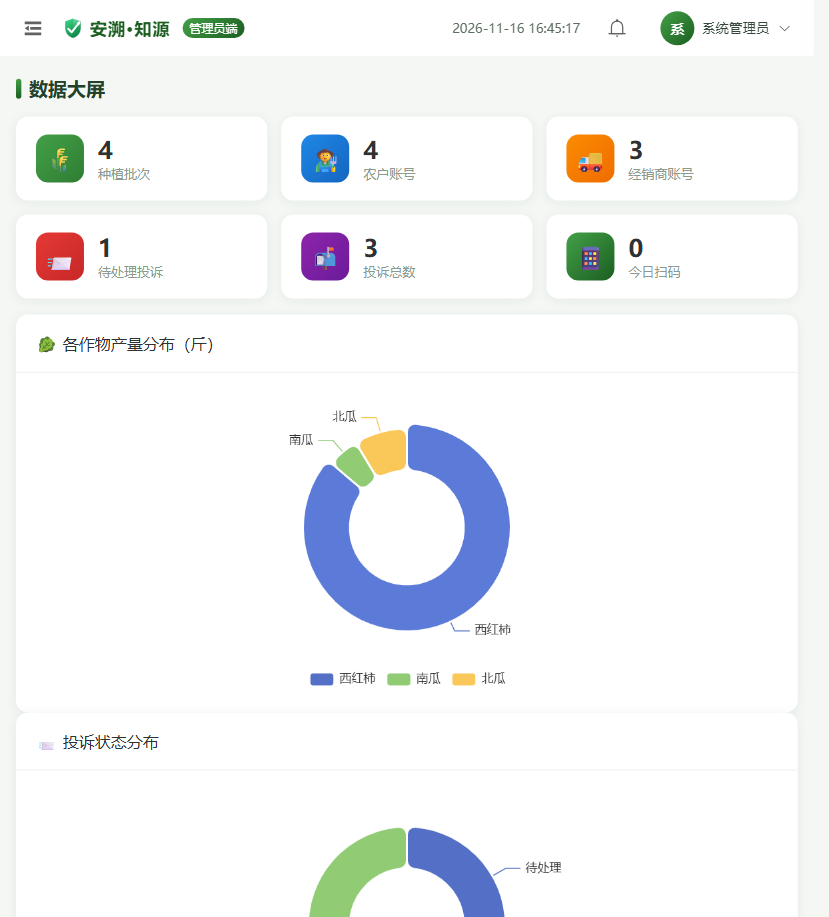 安溯·知源 管理员端 2026-11-16 16:45:17 系 系统管理员
数据大屏
4
种植批次
4
农户账号
3
经销商账号
1
待处理投诉
3
投诉总数
0
今日扫码
各作物产量分布（斤）
北瓜
南瓜
西红柿
西红柿 南瓜 北瓜
投诉状态分布
待处理